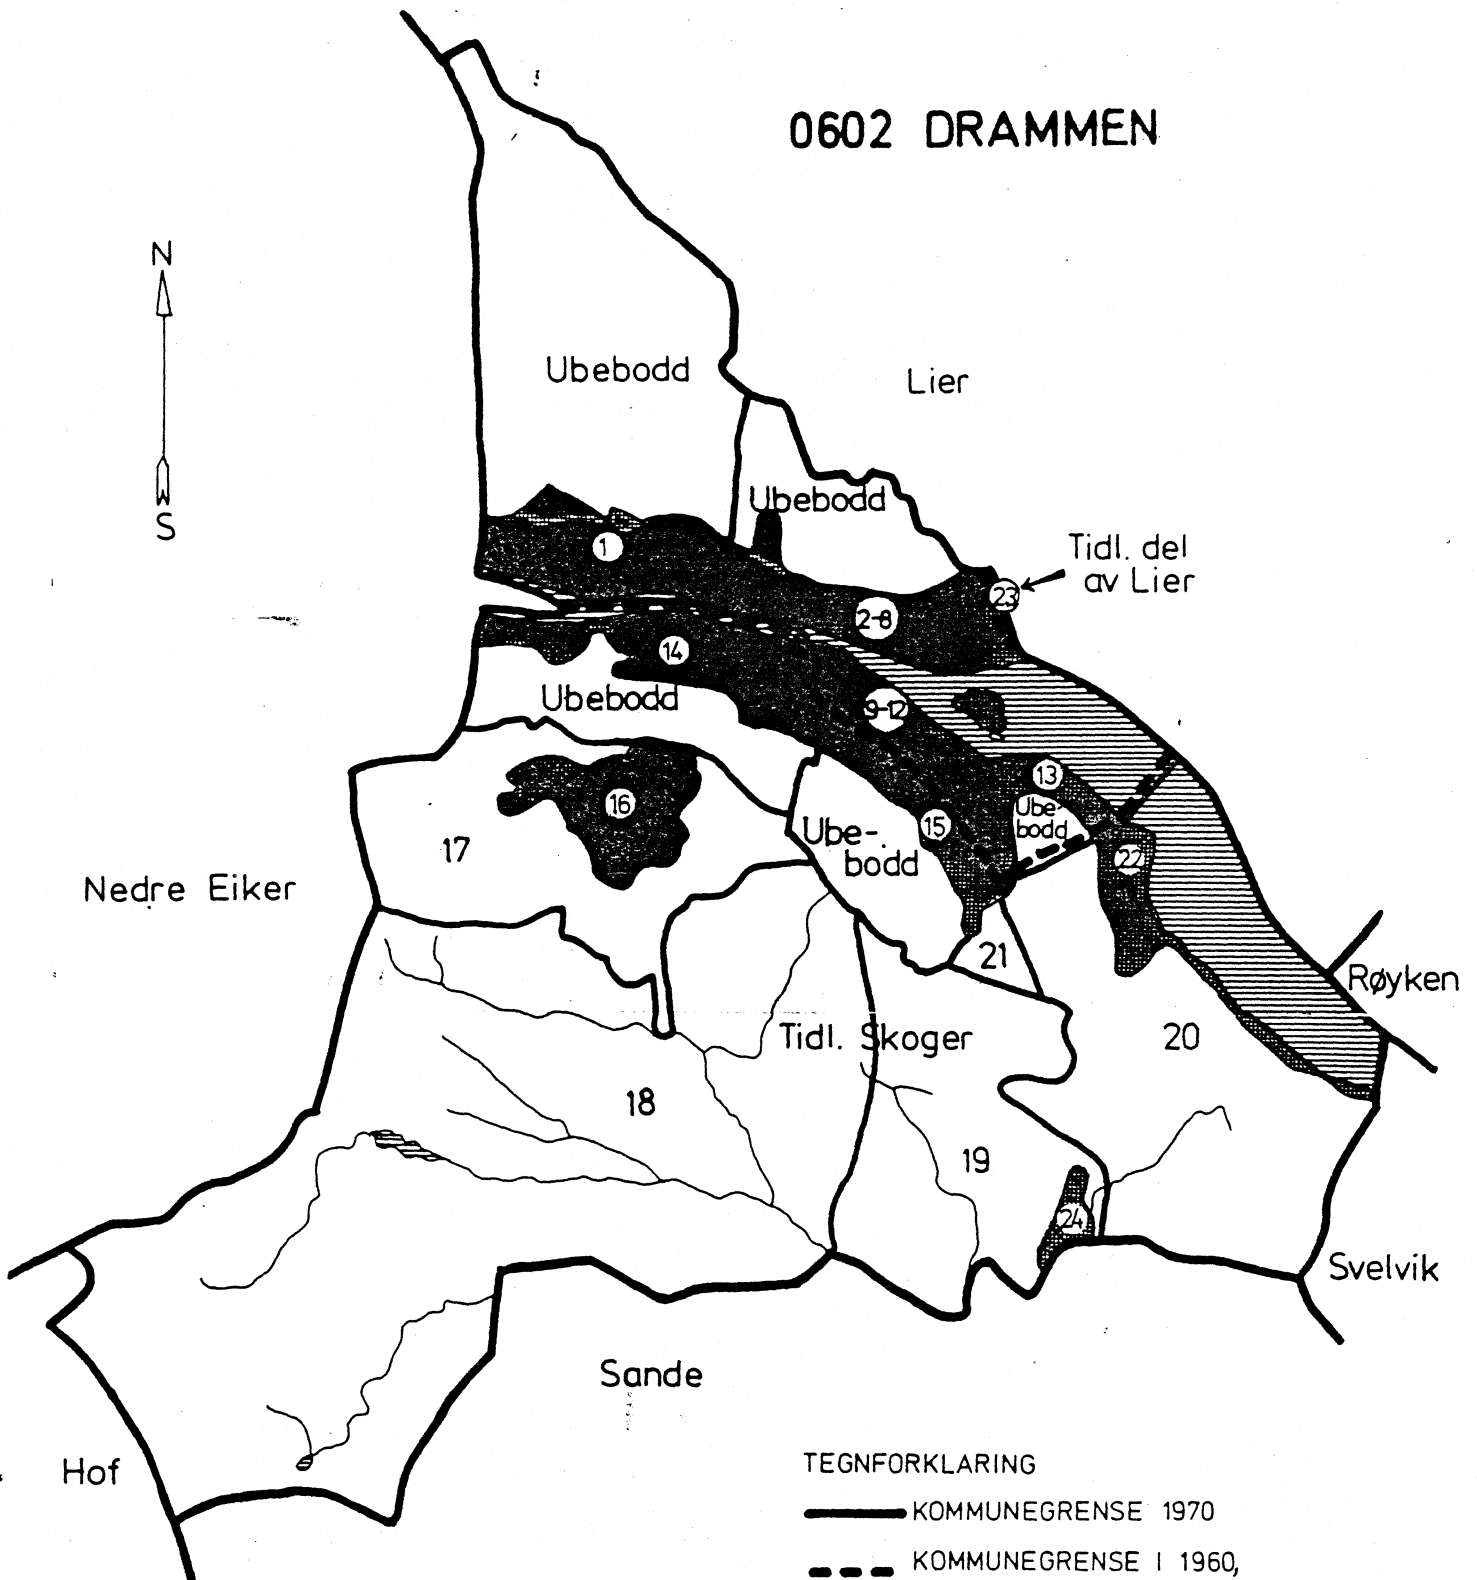 0602 DRAMMEN
N
S
Ubebodd
Lier
Ubebodd
Tidl. del
av Lier
1
23
2-8
14
Ubebodd
9-12
13
16
Ube-
bodd
15
17
Ube-
bodd
22
Nedre Eiker
21
Røyken
Tidl. Skoger
20
18
19
24
Svelvik
Sande
Hof
TEGNFORKLARING
KOMMUNEGRENSE 1970
KOMMUNEGRENSE I 1960,